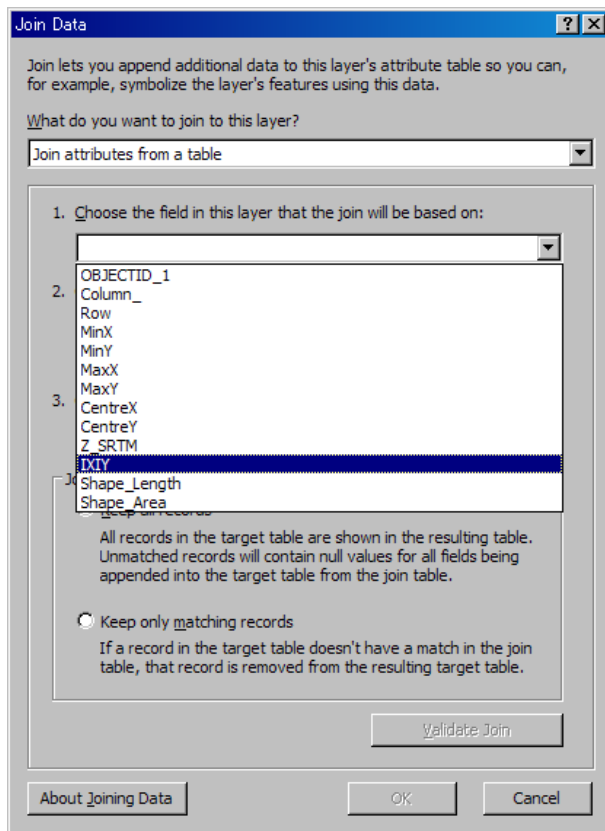 Join Data
Join lets you append additional data to this layer's attribute table so you can,
for example, symbolize the layer's features using this data.
What do you want to join to this layer?
Join attributes from a table
1. Choose the field in this layer that the join will be based on:
OBJECTID_1
2.
Column_
Row
MinX
MinY
MaxX
MaxY
3.
CentreX
CentreY
Z_SRTM
IXIY
Shape_Length
Shape_Area
Keep all records
All records in the target table are shown in the resulting table.
Unmatched records will contain null values for all fields being
appended into the target table from the join table.
Keep only matching records
If a record in the target table doesn't have a match in the join
table, that record is removed from the resulting target table.
Validate Join
About Joining Data
OK
Cancel